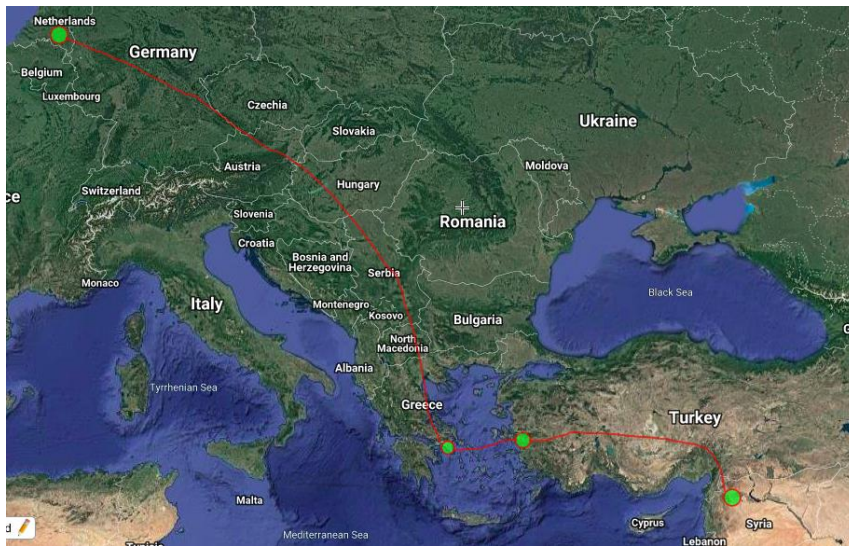 Netherlands
Germany
Belgium
Luxembourg
Czechia
Ukraine
Slovakia
Moldova
Austria
Switzerland
Hungary
ce
Slovenia
Romania
Croatia
Bosnia and
Herzegovina
Serbia
Monaco
Black Sea
Italy
Montenegro
Kosovo
Bulgaria
G
North
Macedonia
Albania
Tyrrhenian Sea
Greece
Turkey
Malta
d
Cyprus
Syria
Mediterranean Sea
Lebanon